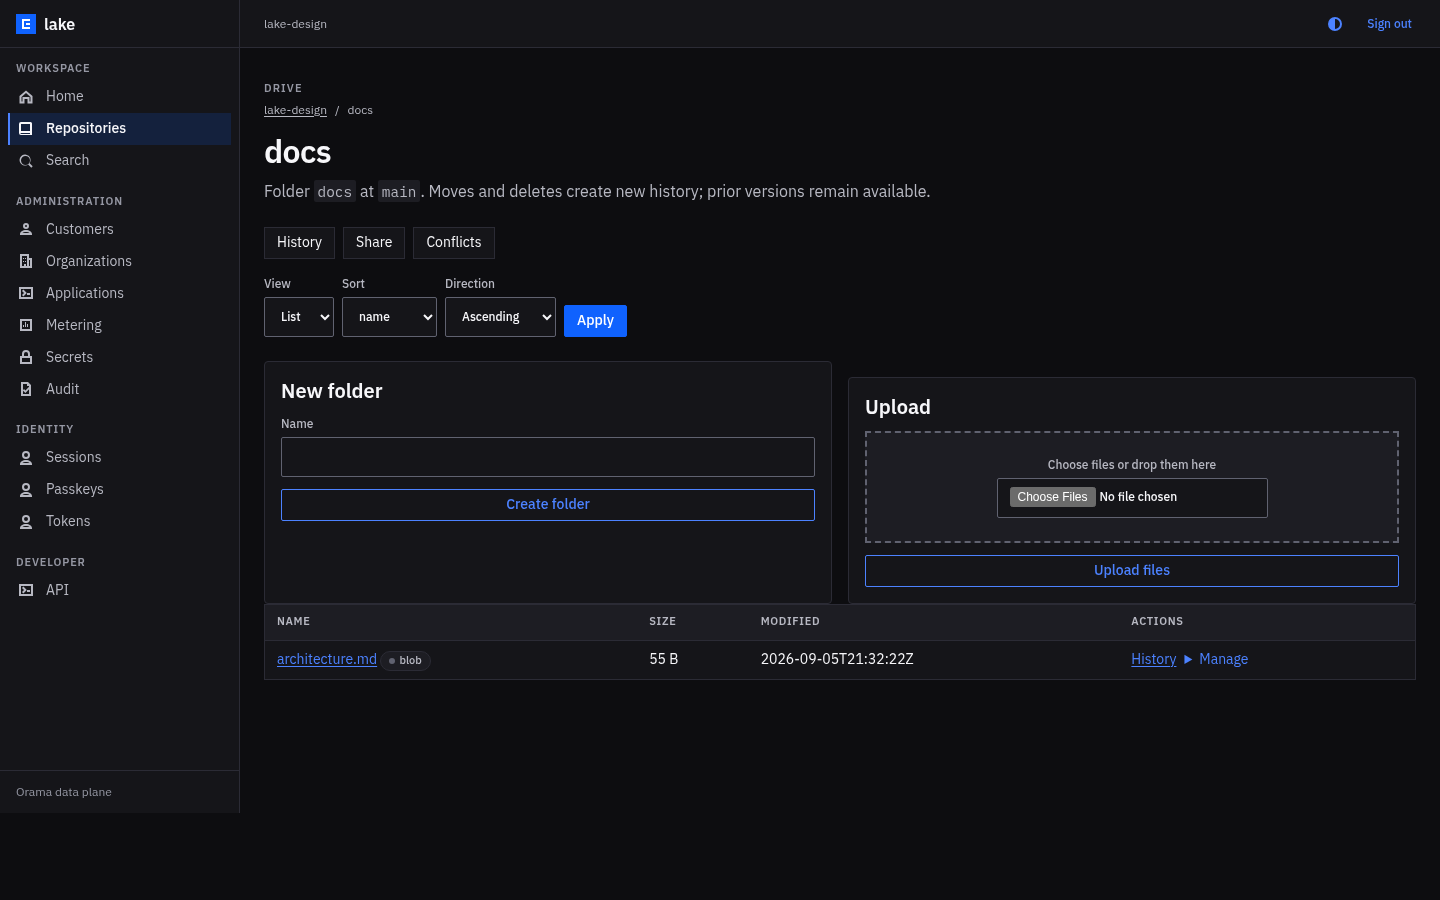 lake
lake-design
Sign out
WORKSPACE
Home
Repositories
Search
ADMINISTRATION
Customers
Organizations
Applications
Metering
Secrets
Audit
IDENTITY
Sessions
Passkeys
Tokens
DEVELOPER
API
Orama data plane
DRIVE
lake-design / docs
docs
Folder docs at main. Moves and deletes create new history; prior versions remain available.
History Share Conflicts
View Sort Direction
List name Ascending Apply
New folder
Name
Create folder
Upload
Choose files or drop them here
Choose Files No file chosen
Upload files
NAME SIZE MODIFIED ACTIONS
architecture.md blob 55 B 2026-09-05T21:32:22Z History ▶ Manage